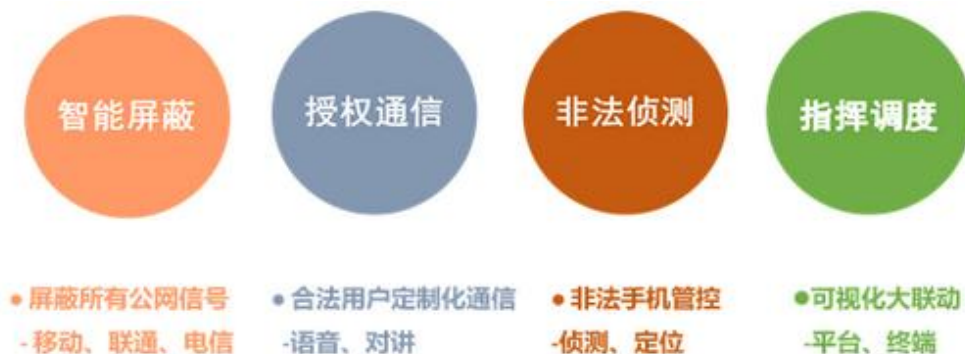 智能屏蔽
授权通信
非法侦测
指挥调度
●屏蔽所有公网信号
-移动、联通、电信
●合法用户定制化通信
-语音、对讲
●非法手机管控
-侦测、定位
●可视化大联动
-平台、终端